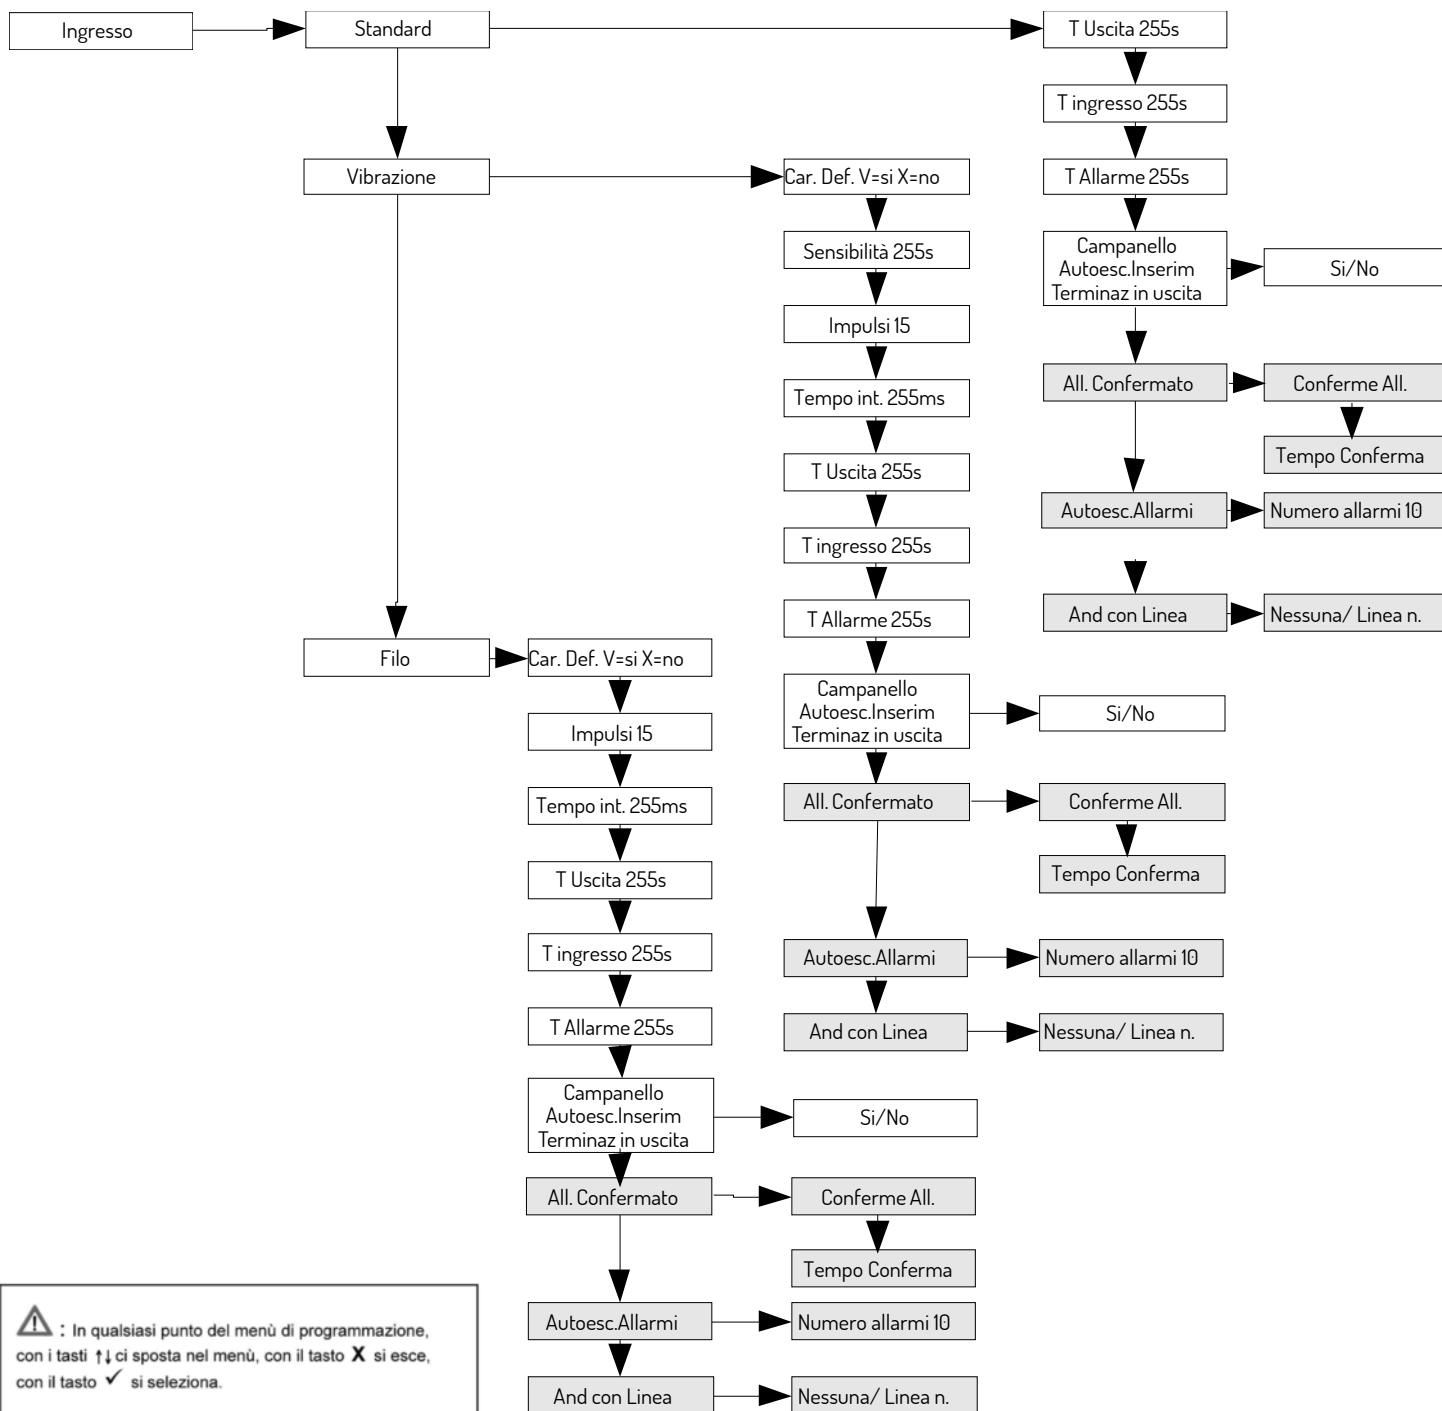 Ingresso
Standard
T Uscita 255s
T ingresso 255s
T Allarme 255s
Campanello
Autoesc.Inserim
Terminaz in uscita
Si/No
All. Confermato
Conferme All.
Tempo Conferma
Autoesc.Allarmi
Numero allarmi 10
And con Linea
Nessuna/ Linea n.
Vibrazione
Car. Def. V=si X=no
Sensibilità 255s
Impulsi 15
Tempo int. 255ms
T Uscita 255s
T ingresso 255s
T Allarme 255s
Campanello
Autoesc.Inserim
Terminaz in uscita
Si/No
All. Confermato
Conferme All.
Tempo Conferma
Autoesc.Allarmi
Numero allarmi 10
And con Linea
Nessuna/ Linea n.
Filo
Car. Def. V=si X=no
Impulsi 15
Tempo int. 255ms
T Uscita 255s
T ingresso 255s
T Allarme 255s
Campanello
Autoesc.Inserim
Terminaz in uscita
Si/No
All. Confermato
Conferme All.
Tempo Conferma
Autoesc.Allarmi
Numero allarmi 10
And con Linea
Nessuna/ Linea n.
⚠ : In qualsiasi punto del menù di programmazione,
con i tasti ↑↓ ci sposta nel menù, con il tasto X si esce,
con il tasto ✓ si seleziona.